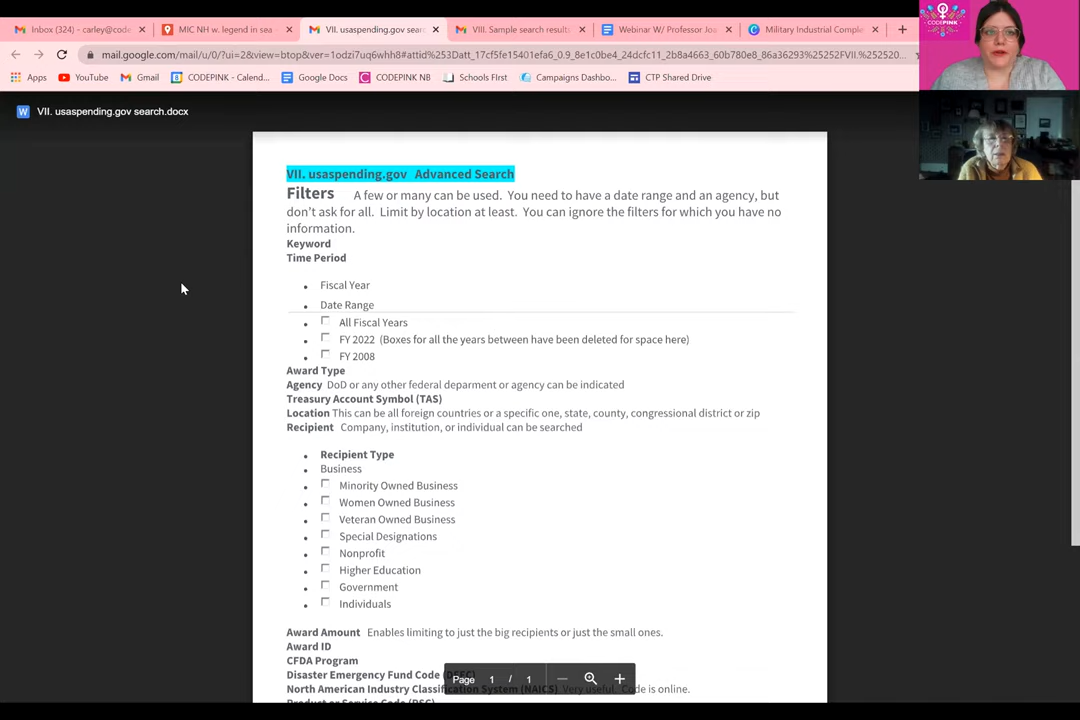 Inbox (324) - carley@code
MIC NH w. legend in sea
VII. usaspending.gov sear
VIII. Sample search results
Webinar W/ Professor Joa
Military Industrial Comple
mail.google.com/mail/u/0/?ui=2&view=btop&ver=1odzi7uq6whh8#attid%253Datt_17cf5fe15401efa6_0.9_8e1c0be4_24dcfc11_2b8a4663_60b780e8_86a36293%25252FVII.%252520...
Apps
YouTube
Gmail
CODEPINK - Calend...
Google Docs
CODEPINK NB
Schools FIrst
Campaigns Dashbo...
CTP Shared Drive
CODEPINK
W VII. usaspending.gov search.docx
VII. usaspending.gov Advanced Search
Filters A few or many can be used. You need to have a date range and an agency, but
don't ask for all. Limit by location at least. You can ignore the filters for which you have no
information.
Keyword
Time Period
Fiscal Year
Date Range
All Fiscal Years
FY 2022 (Boxes for all the years between have been deleted for space here)
FY 2008
Award Type
Agency DoD or any other federal deparment or agency can be indicated
Treasury Account Symbol (TAS)
Location This can be all foreign countries or a specific one, state, county, congressional district or zip
Recipient Company, institution, or individual can be searched
Recipient Type
Business
Minority Owned Business
Women Owned Business
Veteran Owned Business
Special Designations
Nonprofit
Higher Education
Government
Individuals
Award Amount Enables limiting to just the big recipients or just the small ones.
Award ID
CFDA Program
Disaster Emergency Fund Code
North American Industry Classification System (NAICS) Very useful. Code is online.
Page 1 / 1